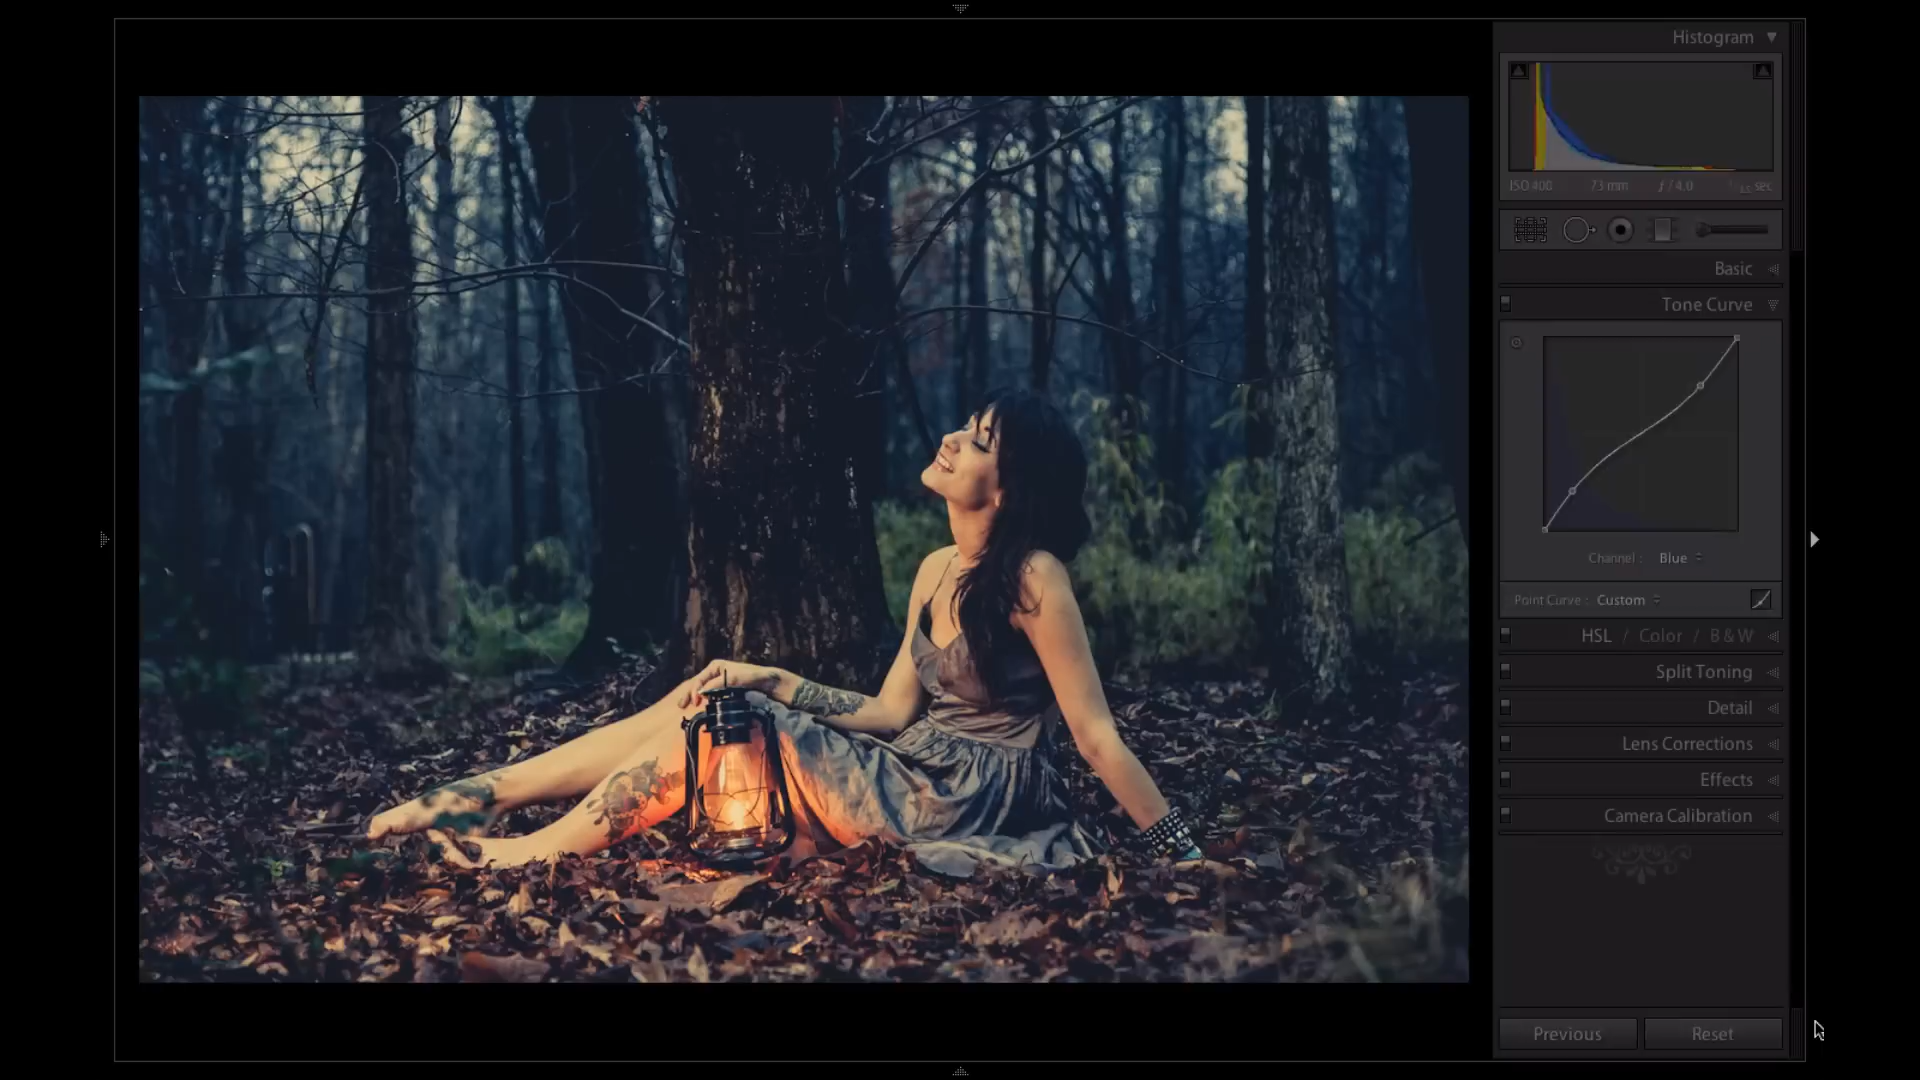 Histogram
ISO 400 73 mm ƒ / 4.0 sec
Basic
Tone Curve
Channel : Blue
Point Curve : Custom
HSL / Color / B & W
Split Toning
Detail
Lens Corrections
Effects
Camera Calibration
Previous Reset